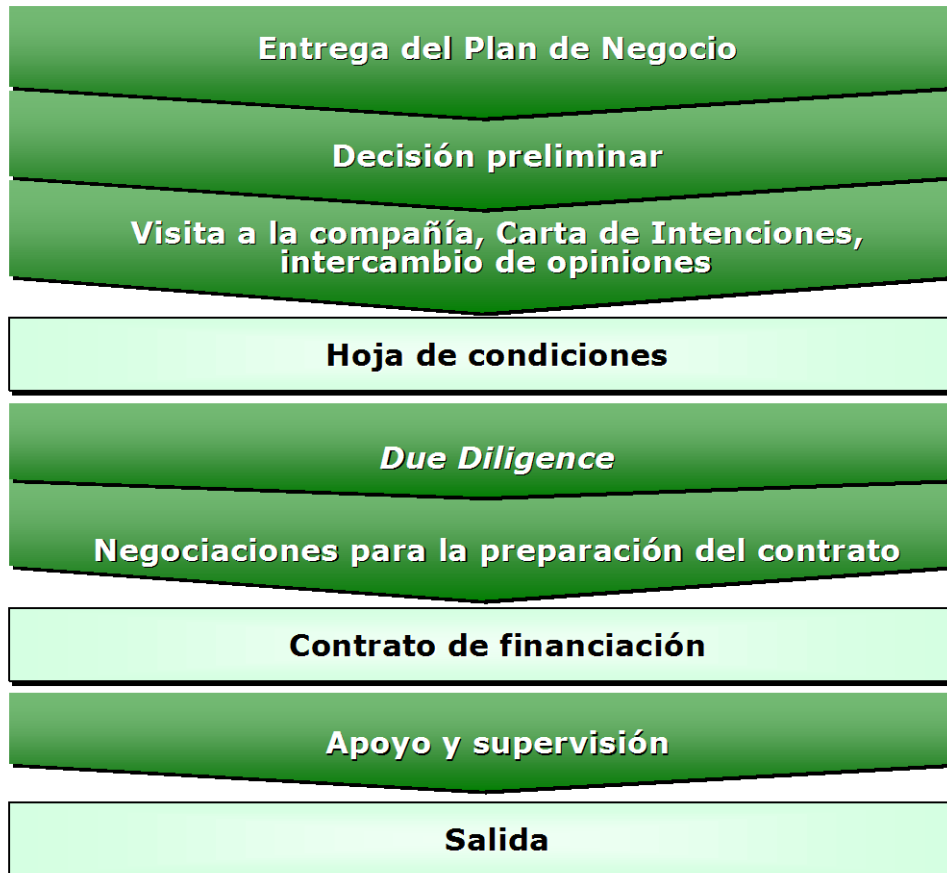 Entrega del Plan de Negocio
Decisión preliminar
Visita a la compañía, Carta de Intenciones,
intercambio de opiniones
Hoja de condiciones
Due Diligence
Negociaciones para la preparación del contrato
Contrato de financiación
Apoyo y supervisión
Salida